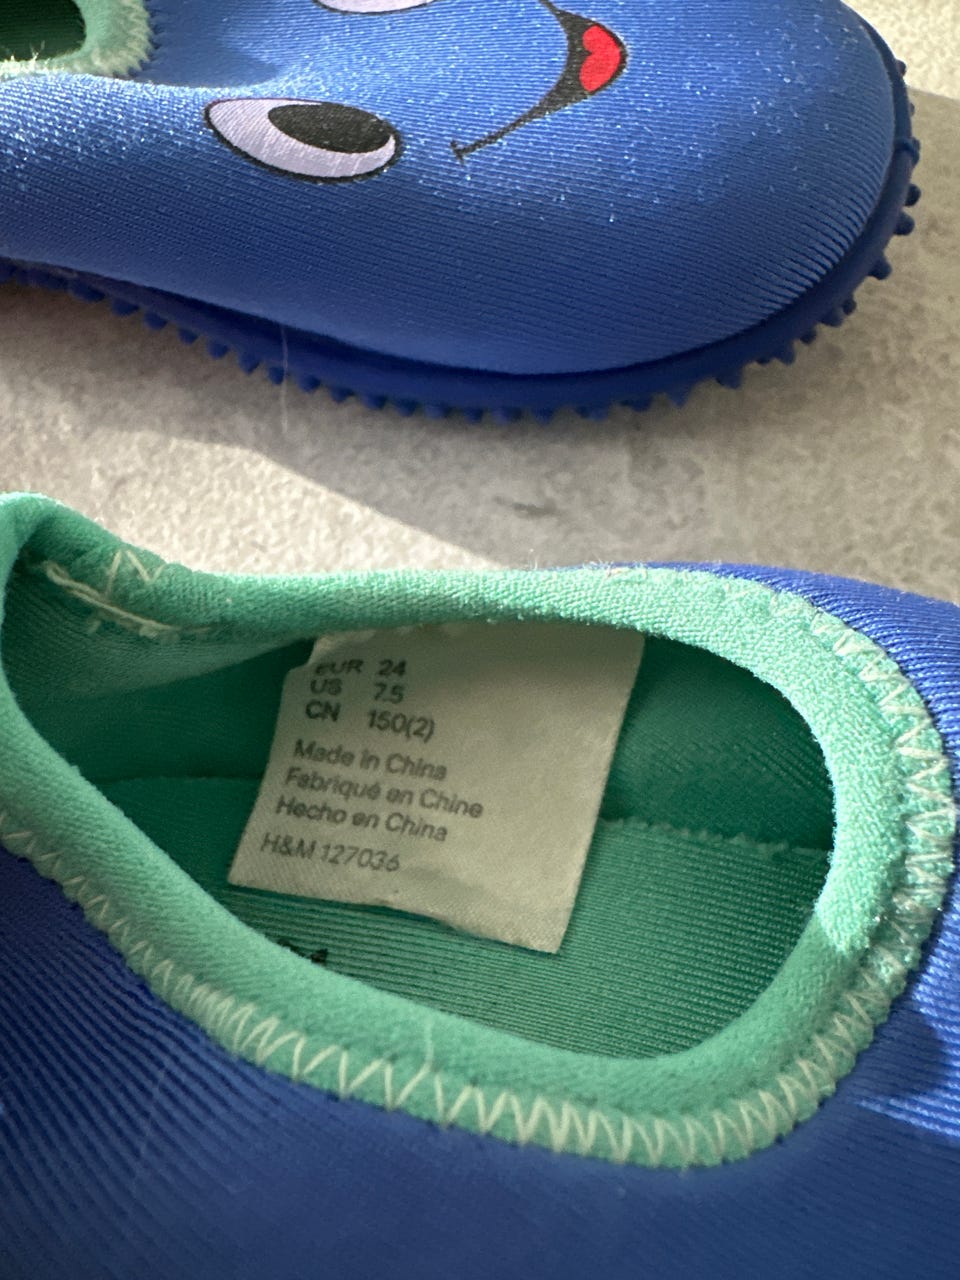 EUR 24
US 7.5
CN 150(2)
Made in China
Fabriqué en Chine
Hecho en China
H&M 127036